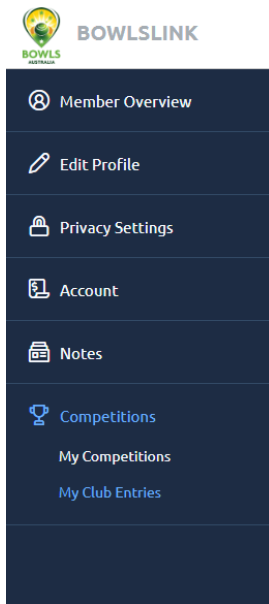 BOWLS
AUSTRALIA
BOWLSLINK
Member Overview
Edit Profile
Privacy Settings
Account
Notes
Competitions
My Competitions
My Club Entries